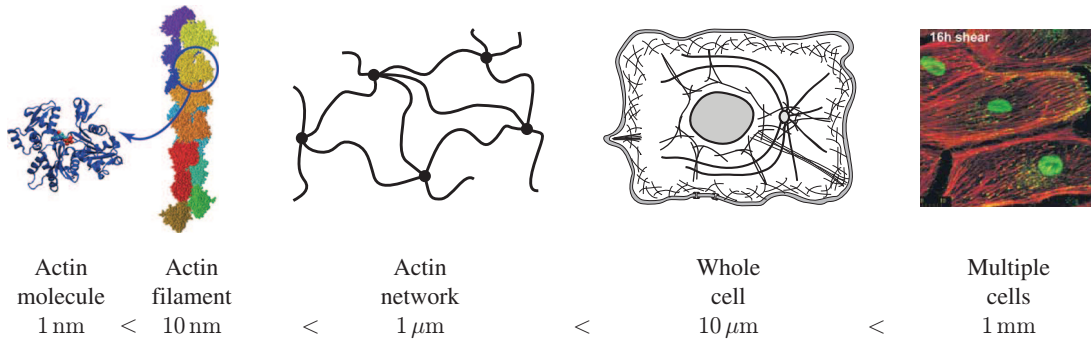 16h shear
Actin molecule
1 nm
<
Actin filament
10 nm
<
Actin network
1 μm
<
Whole cell
10 μm
<
Multiple cells
1 mm